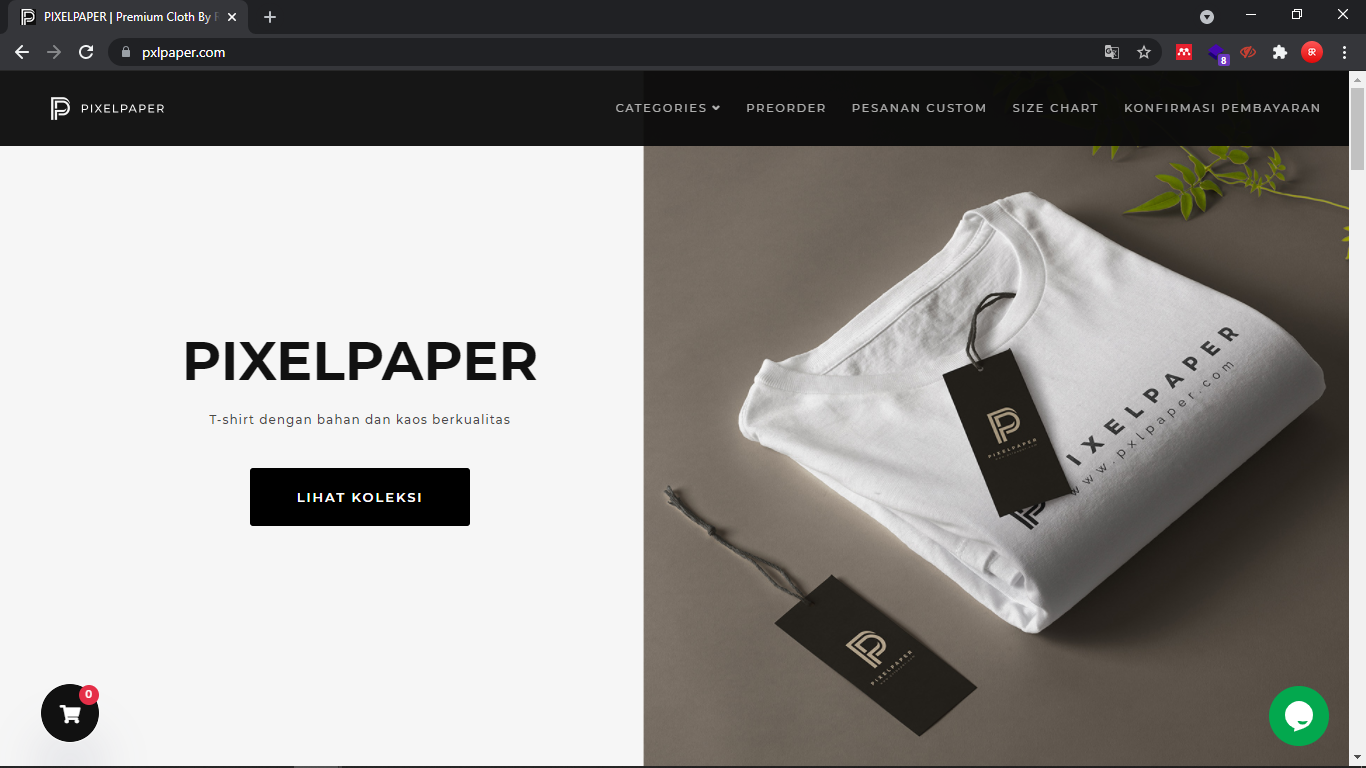 PIXELPAPER | Premium Cloth By P
pxlpaper.com
8
PIXELPAPER
CATEGORIES
PREORDER
PESANAN CUSTOM
SIZE CHART
KONFIRMASI PEMBAYARAN
PIXELPAPER
T-shirt dengan bahan dan kaos berkualitas
LIHAT KOLEKSI
IXELPAPER
www.pxlpaper.com
PIXELPAPER
PIXELPAPER
0